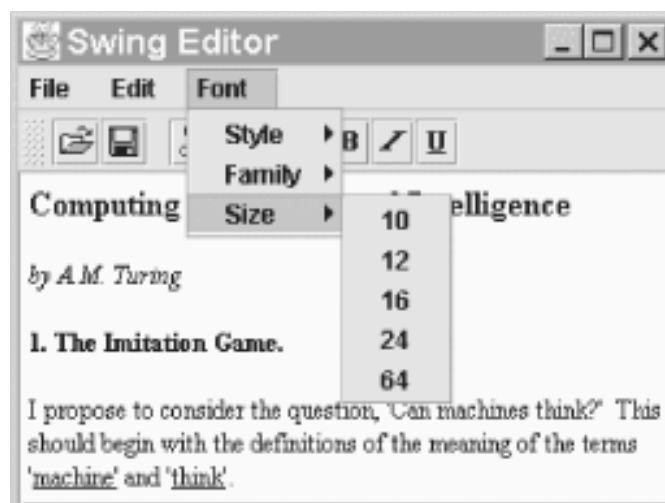 Swing Editor
File Edit Font
Style B I U
Family
Computing elligence
Size 10
12
by A.M. Turing
16
1. The Imitation Game.
24
64
I propose to consider the question, 'Can machines think?' This
should begin with the definitions of the meaning of the terms
'machine' and 'think'.